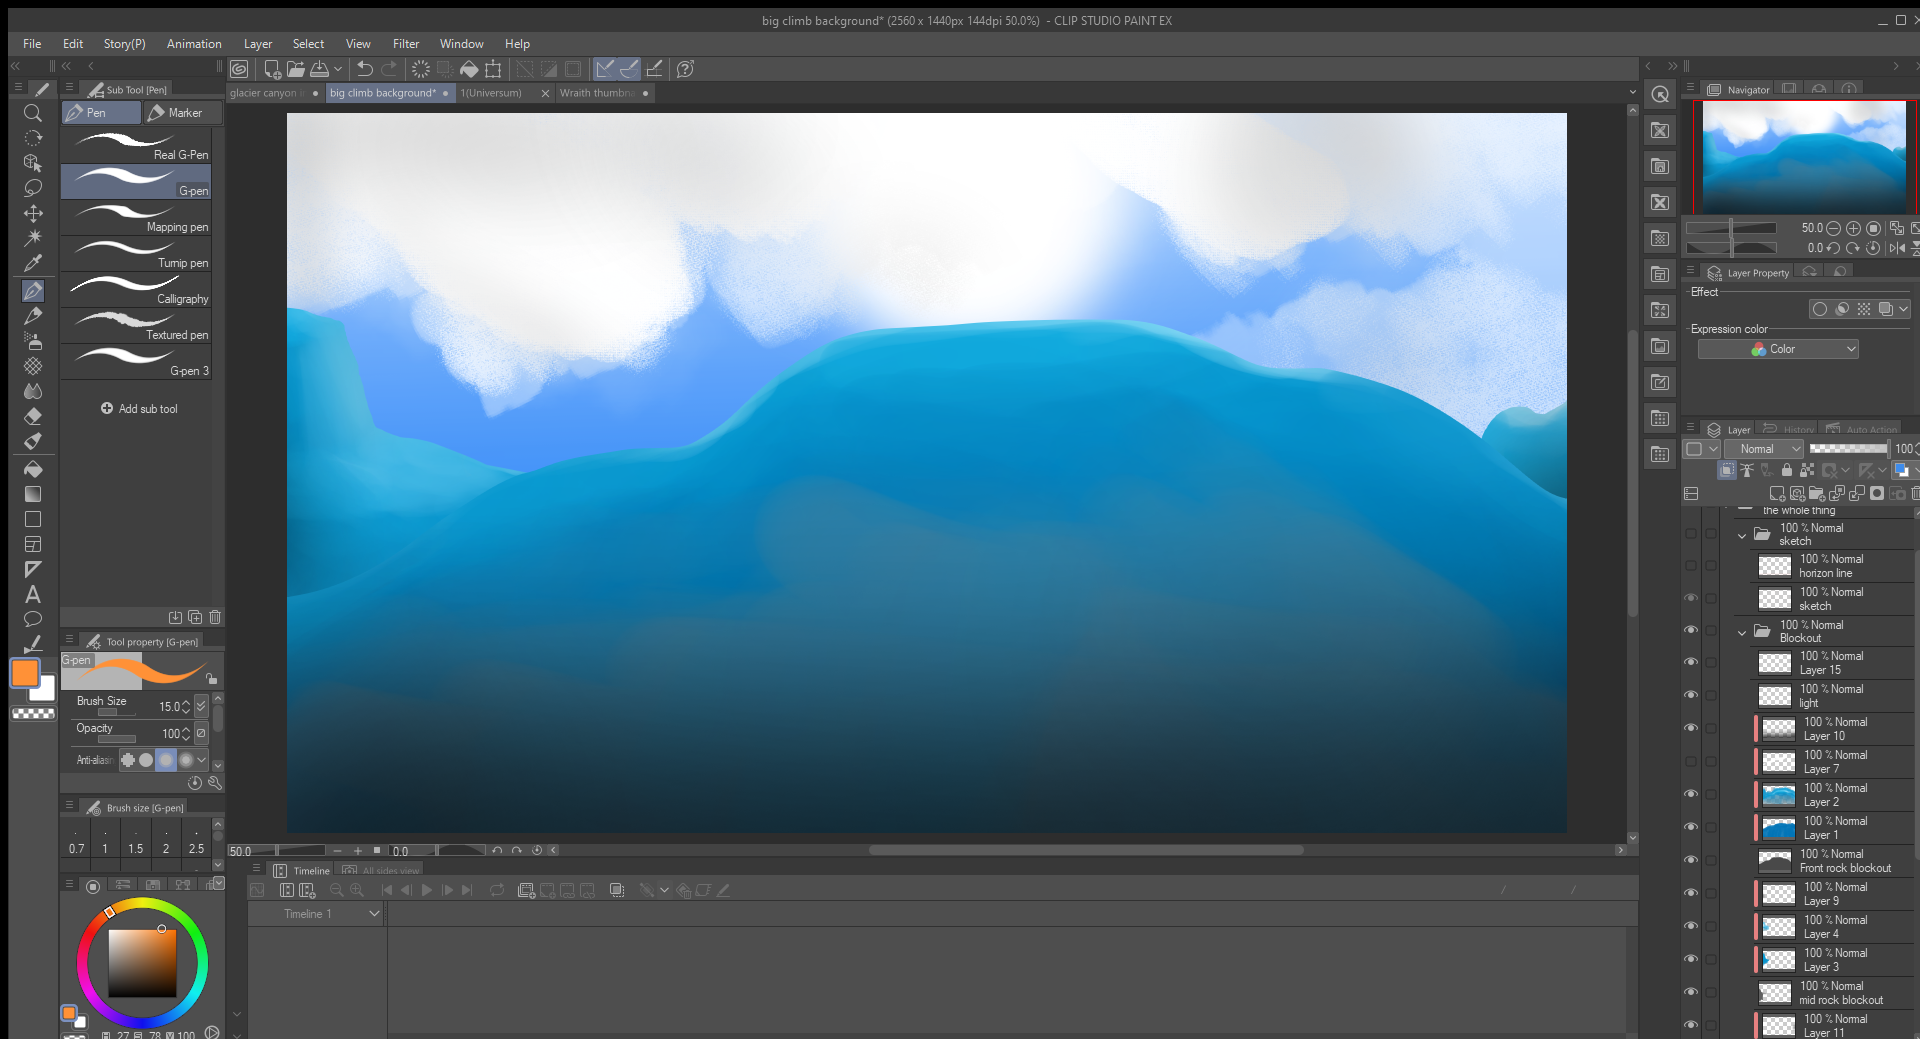 big climb background* (2560 x 1440px 144dpi 50.0%) - CLIP STUDIO PAINT EX
File Edit Story(P) Animation Layer Select View Filter Window Help
glacier canyon
big climb background*
1(Universum)
Wraith thumbna
Sub Tool [Pen]
Pen
Marker
Real G-Pen
G-pen
Mapping pen
Turnip pen
Calligraphy
Textured pen
G-pen 3
Add sub tool
Tool property [G-pen]
G-pen
Brush Size 15.0
Opacity 100
Anti-aliasin
Brush size [G-pen]
0.7 1 1.5 2 2.5
27 78 100
50.0 0.0
Timeline
All sides view
Timeline 1
Navigator
50.0
0.0
Layer Property
Effect
Expression color
Color
Layer
History
Auto Action
Normal 100
the whole thing
100 % Normal
sketch
100 % Normal
horizon line
100 % Normal
sketch
100 % Normal
Blockout
100 % Normal
Layer 15
100 % Normal
light
100 % Normal
Layer 10
100 % Normal
Layer 7
100 % Normal
Layer 2
100 % Normal
Layer 1
100 % Normal
Front rock blockout
100 % Normal
Layer 9
100 % Normal
Layer 4
100 % Normal
Layer 3
100 % Normal
mid rock blockout
100 % Normal
Layer 11